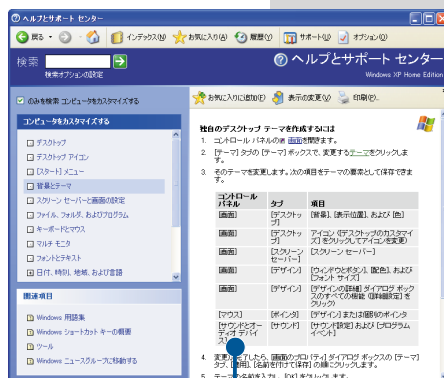 ヘルプとサポート センター
戻る
インデックス(N)
お気に入り(A)
履歴(Y)
サポート(U)
オプション(O)
検索
検索オプションの設定
ヘルプとサポート センター
Windows XP Home Edition
のみを検索 コンピュータをカスタマイズする
お気に入りに追加(F)
表示の変更(V)
印刷(P)...
コンピュータをカスタマイズする
デスクトップ
デスクトップ アイコン
[スタート] メニュー
背景とテーマ
スクリーン セーバーと画面の設定
ファイル、フォルダ、およびプログラム
キーボードとマウス
マルチ モニタ
フォントとテキスト
日付、時刻、地域、および言語
関連項目
Windows 用語集
Windows ショートカット キーの概要
ツール
Windows ニュースグループに移動する
独自のデスクトップ テーマを作成するには
1. コントロール パネルの 画面を開きます。
2. [テーマ] タブの [テーマ] ボックスで、変更するテーマをクリックしま
す。
3. そのテーマを変更します。次の項目をテーマの要素として保存できま
す。
コントロール
パネル タブ 項目
[画面] [デスクトッ
プ] [背景]、[表示位置]、および [色]
[画面] [デスクトッ
プ] アイコン ([デスクトップのカスタマイ
ズ] をクリックしてアイコンを変更)
[画面] [スクリーン
セーバー]
[画面] [デザイン] [ウィンドウとボタン]、[配色]、および
[フォント サイズ]
[画面] [デザイン] [デザインの詳細] ダイアログ ボック
スのすべての機能 ([詳細設定] を
クリック)
[マウス] [ポインタ] [デザイン] または個別のポインタ
[サウンドとオー
ディオ デバイ
ス] [サウンド] [サウンド設定] および [プログラム
イベント]
4. 変更が完了したら、[画面のプロパティ] ダイアログ ボックスの [テーマ]
タブ、[適用]、[名前を付けて保存] の順にクリックします。
5. テーマの名前を入力し、[OK] をクリックします。